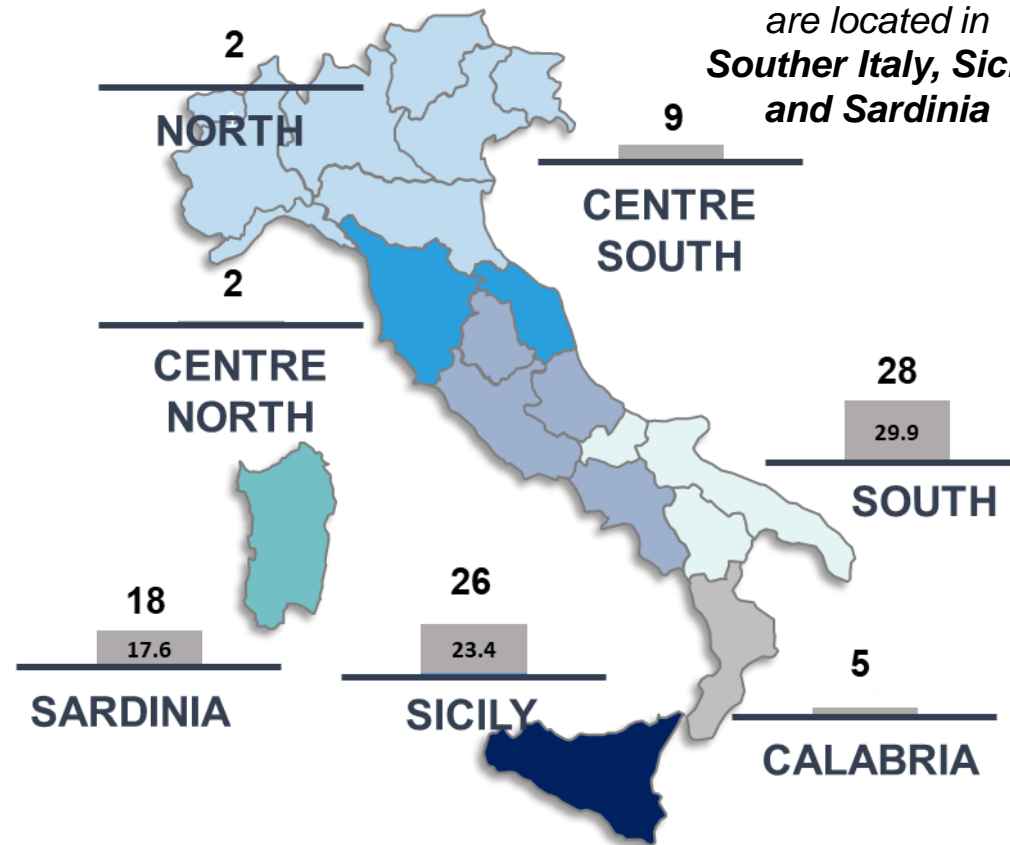 are located in
Souther Italy, Sici
and Sardinia
2
NORTH
9
CENTRE
SOUTH
2
CENTRE
NORTH
28
29.9
SOUTH
18
17.6
SARDINIA
26
23.4
SICILY
5
CALABRIA